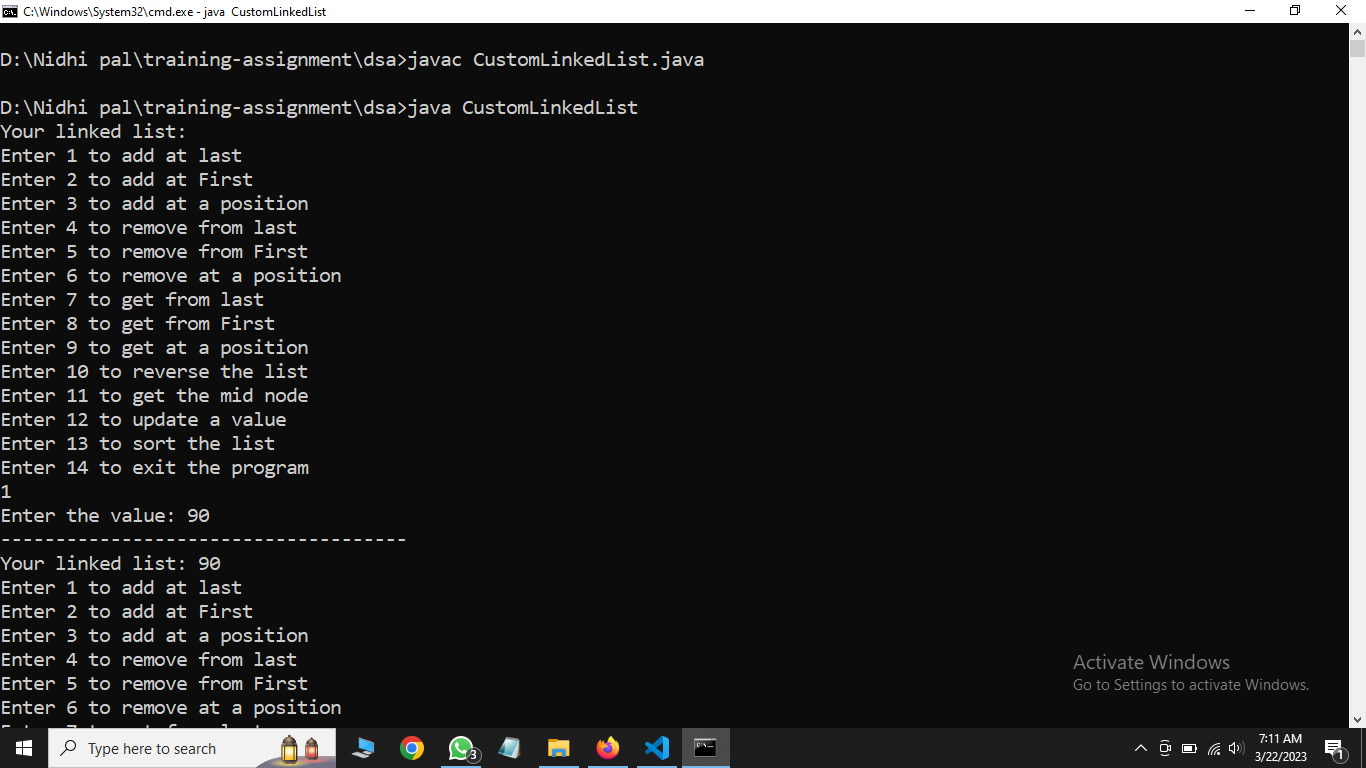 C:\Windows\System32\cmd.exe - java  CustomLinkedList
D:\Nidhi pal\training-assignment\dsa>javac CustomLinkedList.java
D:\Nidhi pal\training-assignment\dsa>java CustomLinkedList
Your linked list:
Enter 1 to add at last
Enter 2 to add at First
Enter 3 to add at a position
Enter 4 to remove from last
Enter 5 to remove from First
Enter 6 to remove at a position
Enter 7 to get from last
Enter 8 to get from First
Enter 9 to get at a position
Enter 10 to reverse the list
Enter 11 to get the mid node
Enter 12 to update a value
Enter 13 to sort the list
Enter 14 to exit the program
1
Enter the value: 90
-------------------------------------
Your linked list: 90
Enter 1 to add at last
Enter 2 to add at First
Enter 3 to add at a position
Enter 4 to remove from last
Enter 5 to remove from First
Enter 6 to remove at a position
Activate Windows
Go to Settings to activate Windows.
Type here to search
3
7:11 AM
3/22/2023
1